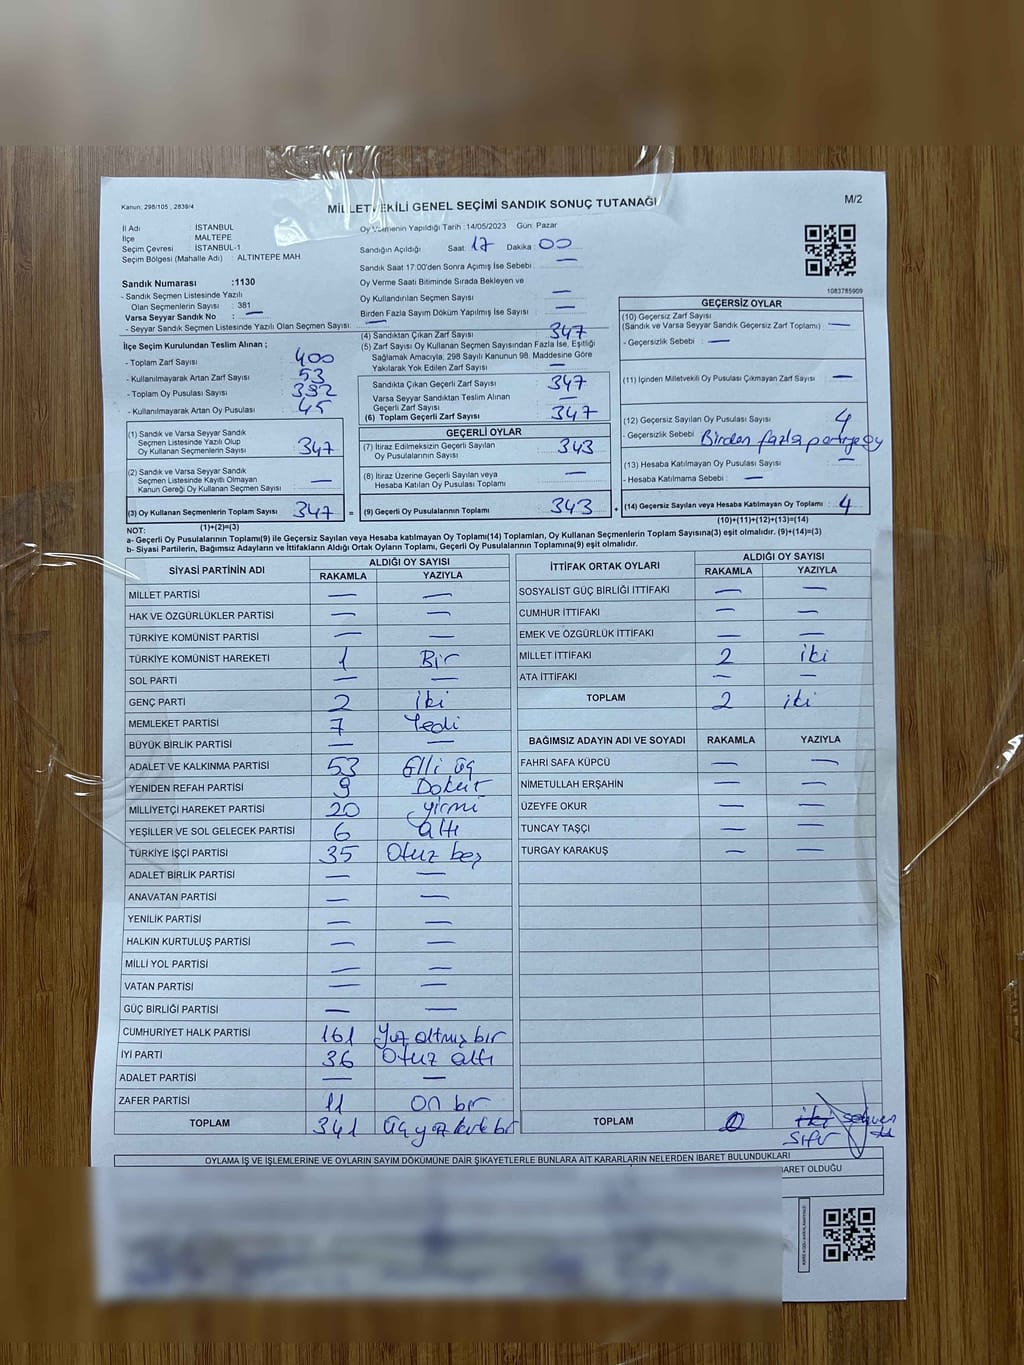 Kanun: 298/105 , 2839/4
MİLLETVEKİLİ GENEL SEÇİMİ SANDIK SONUÇ TUTANAĞI
M/2
İl Adı : İSTANBUL
İlçe : MALTEPE
Seçim Çevresi : İSTANBUL-1
Seçim Bölgesi (Mahalle Adı) : ALTINTEPE MAH
Sandık Numarası :1130
- Sandık Seçmen Listesinde Yazılı
Olan Seçmenlerin Sayısı : 381
Varsa Seyyar Sandık No : —
- Seyyar Sandık Seçmen Listesinde Yazılı Olan Seçmen Sayısı: —
Oy Vermenin Yapıldığı Tarih :14/05/2023 Gün: Pazar
Sandığın Açıldığı Saat: 17 Dakika: 00
Sandık Saat 17:00'den Sonra Açımış İse Sebebi : —
Oy Verme Saati Bitiminde Sırada Bekleyen ve
Oy Kullandırılan Seçmen Sayısı : —
Birden Fazla Sayım Döküm Yapılmış İse Sayısı : —
1083785909
İlçe Seçim Kurulundan Teslim Alınan ;
- Toplam Zarf Sayısı : 400
- Kullanılmayarak Artan Zarf Sayısı : 53
- Toplam Oy Pusulası Sayısı : 392
- Kullanılmayarak Artan Oy Pusulası : 45
(1) Sandık ve Varsa Seyyar Sandık
Seçmen Listesinde Yazılı Olup
Oy Kullanan Seçmenlerin Sayısı : 347
(2) Sandık ve Varsa Seyyar Sandık
Seçmen Listesinde Kayıtlı Olmayan
Kanun Gereği Oy Kullanan Seçmen Sayısı : —
(3) Oy Kullanan Seçmenlerin Toplam Sayısı : 347 =
(1)+(2)=(3)
(4) Sandıktan Çıkan Zarf Sayısı : 347
(5) Zarf Sayısı Oy Kullanan Seçmen Sayısından Fazla İse, Eşitliği
Sağlamak Amacıyla, 298 Sayılı Kanunun 98. Maddesine Göre
Yakılarak Yok Edilen Zarf Sayısı : —
Sandıkta Çıkan Geçerli Zarf Sayısı : 347
Varsa Seyyar Sandıktan Teslim Alınan
Geçerli Zarf Sayısı : —
(6) Toplam Geçerli Zarf Sayısı : 347
GEÇERLİ OYLAR
(7) İtiraz Edilmeksizin Geçerli Sayılan
Oy Pusulalarının Sayısı : 343
(8) İtiraz Üzerine Geçerli Sayılan veya
Hesaba Katılan Oy Pusulası Toplamı : —
(9) Geçerli Oy Pusulalarının Toplamı : 343 +
GEÇERSİZ OYLAR
(10) Geçersiz Zarf Sayısı
(Sandık ve Varsa Seyyar Sandık Geçersiz Zarf Toplamı) : —
- Geçersizlik Sebebi : —
(11) İçinden Milletvekili Oy Pusulası Çıkmayan Zarf Sayısı : —
(12) Geçersiz Sayılan Oy Pusulası Sayısı : 4
- Geçersizlik Sebebi : Birden fazla partiye oy
(13) Hesaba Katılmayan Oy Pusulası Sayısı : —
- Hesaba Katılmama Sebebi : —
(14) Geçersiz Sayılan veya Hesaba Katılmayan Oy Toplamı : 4
(10)+(11)+(12)+(13)=(14)
NOT:
a- Geçerli Oy Pusulalarının Toplamı(9) ile Geçersiz Sayılan veya Hesaba katılmayan Oy Toplamı(14) Toplamları, Oy Kullanan Seçmenlerin Toplam Sayısına(3) eşit olmalıdır. (9)+(14)=(3)
b- Siyasi Partilerin, Bağımsız Adayların ve İttifakların Aldığı Ortak Oyların Toplamı, Geçerli Oy Pusulalarının Toplamına(9) eşit olmalıdır.
SİYASİ PARTİNİN ADI ALDIĞI OY SAYISI
RAKAMLA YAZIYLA
MİLLET PARTİSİ — —
HAK VE ÖZGÜRLÜKLER PARTİSİ — —
TÜRKİYE KOMÜNİST PARTİSİ — —
TÜRKİYE KOMÜNİST HAREKETİ 1 Bir
SOL PARTİ — —
GENÇ PARTİ 2 iki
MEMLEKET PARTİSİ 7 Yedi
BÜYÜK BİRLİK PARTİSİ — —
ADALET VE KALKINMA PARTİSİ 53 Elli üç
YENİDEN REFAH PARTİSİ 9 Dokuz
MİLLİYETÇİ HAREKET PARTİSİ 20 yirmi
YEŞİLLER VE SOL GELECEK PARTİSİ 6 altı
TÜRKİYE İŞÇİ PARTİSİ 35 Otuz beş
ADALET BİRLİK PARTİSİ — —
ANAVATAN PARTİSİ — —
YENİLİK PARTİSİ — —
HALKIN KURTULUŞ PARTİSİ — —
MİLLİ YOL PARTİSİ — —
VATAN PARTİSİ — —
GÜÇ BİRLİĞİ PARTİSİ — —
CUMHURİYET HALK PARTİSİ 161 Yüz altmış bir
İYİ PARTİ 36 Otuz altı
ADALET PARTİSİ — —
ZAFER PARTİSİ 11 On bir
TOPLAM 341 Üç yüz kırk bir
İTTİFAK ORTAK OYLARI ALDIĞI OY SAYISI
RAKAMLA YAZIYLA
SOSYALİST GÜÇ BİRLİĞİ İTTİFAKI — —
CUMHUR İTTİFAKI — —
EMEK VE ÖZGÜRLÜK İTTİFAKI — —
MİLLET İTTİFAKI 2 iki
ATA İTTİFAKI — —
TOPLAM 2 iki
BAĞIMSIZ ADAYIN ADI VE SOYADI RAKAMLA YAZIYLA
FAHRİ SAFA KÜPCÜ — —
NİMETULLAH ERŞAHİN — —
ÜZEYFE OKUR — —
TUNCAY TAŞÇI — —
TURGAY KARAKUŞ — —
TOPLAM 0 iki
sıfır
OYLAMA İŞ VE İŞLEMLERİNE VE OYLARIN SAYIM DÖKÜMÜNE DAİR ŞİKAYETLERLE BUNLARA AİT KARARLARIN NELERDEN İBARET BULUNDUKLARI
BARET OLDUĞU